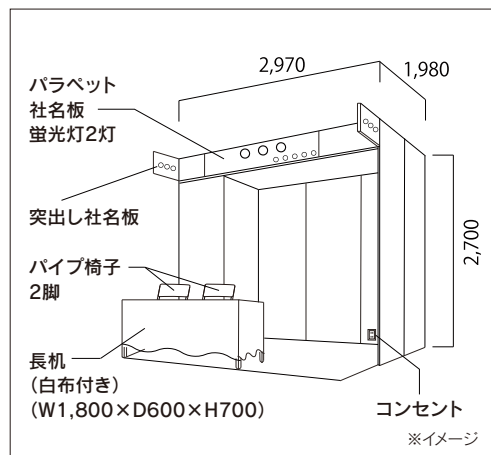 2,970
1,980
パラペット
社名板
蛍光灯2灯
突出し社名板
2,700
パイプ椅子
2脚
長机
(白布付き)
(W1,800×D600×H700)
コンセント
※イメージ